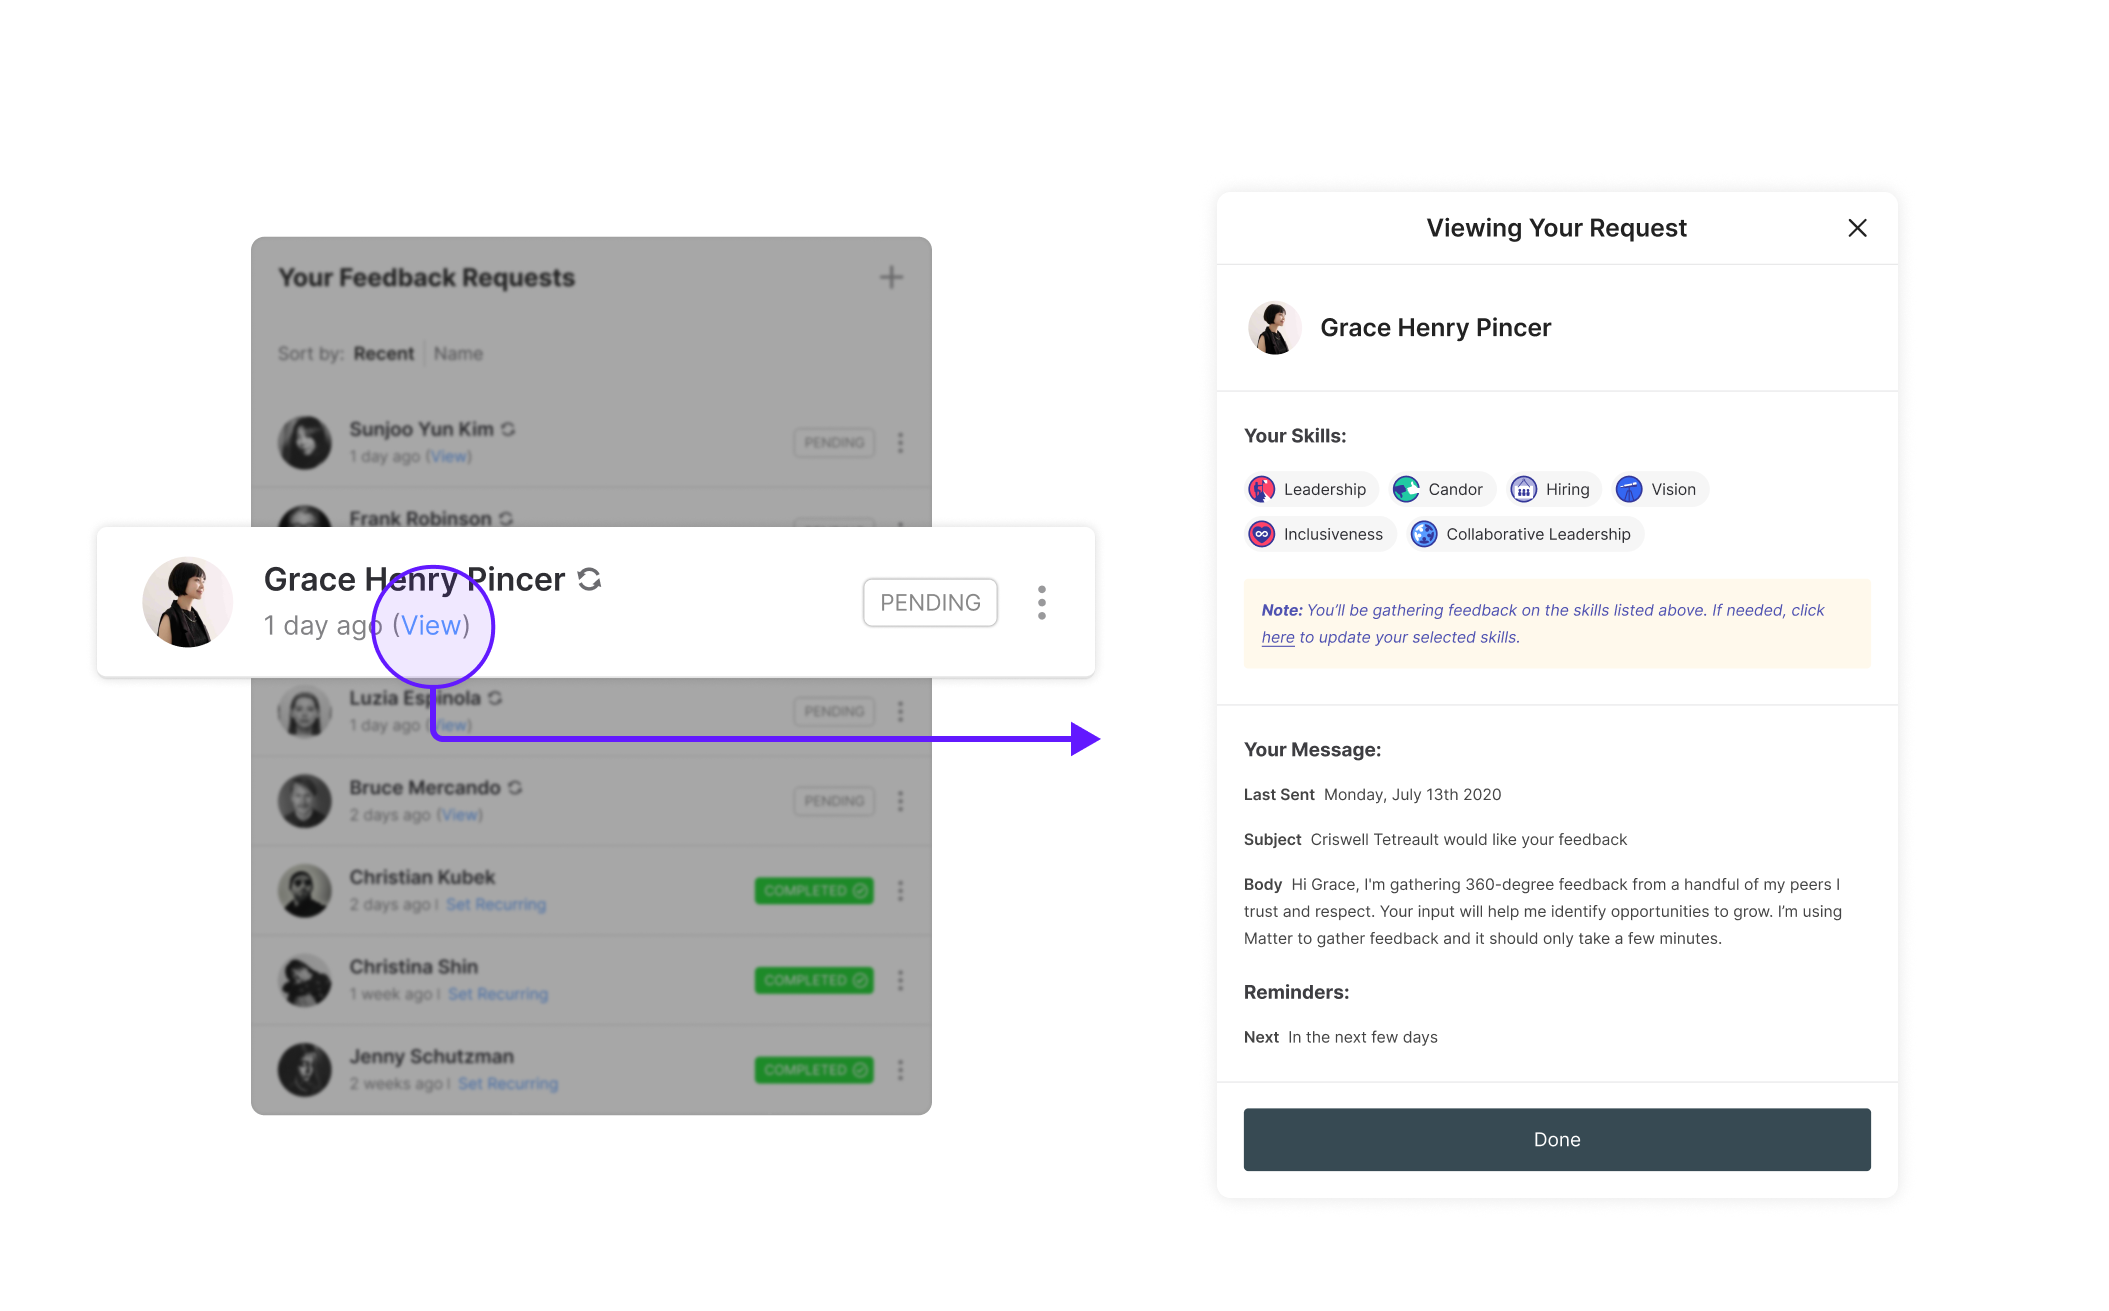 Your Feedback Requests
Sort by: Recent | Name
Sunjoo Yun Kim
1 day ago (View)
PENDING
Frank Robinson
Grace Henry Pincer
1 day ago (View)
PENDING
Luzia Espinola
1 day ago (View)
PENDING
Bruce Mercando
2 days ago (View)
PENDING
Christian Kubek
2 days ago | Set Recurring
COMPLETED
Christina Shin
1 week ago | Set Recurring
COMPLETED
Jenny Schutzman
2 weeks ago | Set Recurring
COMPLETED
Viewing Your Request
Grace Henry Pincer
Your Skills:
Leadership
Candor
Hiring
Vision
Inclusiveness
Collaborative Leadership
Note: You'll be gathering feedback on the skills listed above. If needed, click
here to update your selected skills.
Your Message:
Last Sent Monday, July 13th 2020
Subject Criswell Tetreault would like your feedback
Body Hi Grace, I'm gathering 360-degree feedback from a handful of my peers I
trust and respect. Your input will help me identify opportunities to grow. I'm using
Matter to gather feedback and it should only take a few minutes.
Reminders:
Next In the next few days
Done